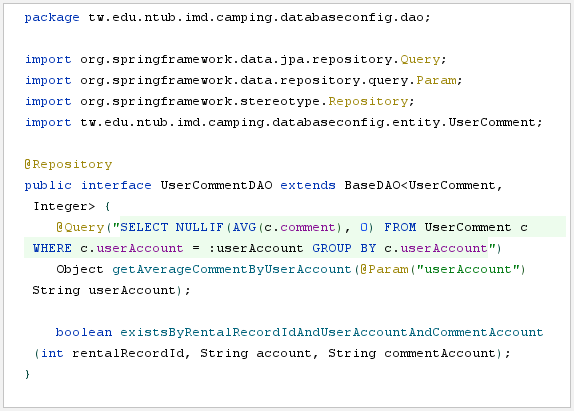 package tw.edu.ntub.imd.camping.databaseconfig.dao;
import org.springframework.data.jpa.repository.Query;
import org.springframework.data.repository.query.Param;
import org.springframework.stereotype.Repository;
import tw.edu.ntub.imd.camping.databaseconfig.entity.UserComment;
@Repository
public interface UserCommentDAO extends BaseDAO<UserComment,
Integer> {
@Query("SELECT NULLIF(AVG(c.comment), 0) FROM UserComment c
WHERE c.userAccount = :userAccount GROUP BY c.userAccount")
Object getAverageCommentByUserAccount(@Param("userAccount")
String userAccount);
boolean existsByRentalRecordIdAndUserAccountAndCommentAccount
(int rentalRecordId, String account, String commentAccount);
}